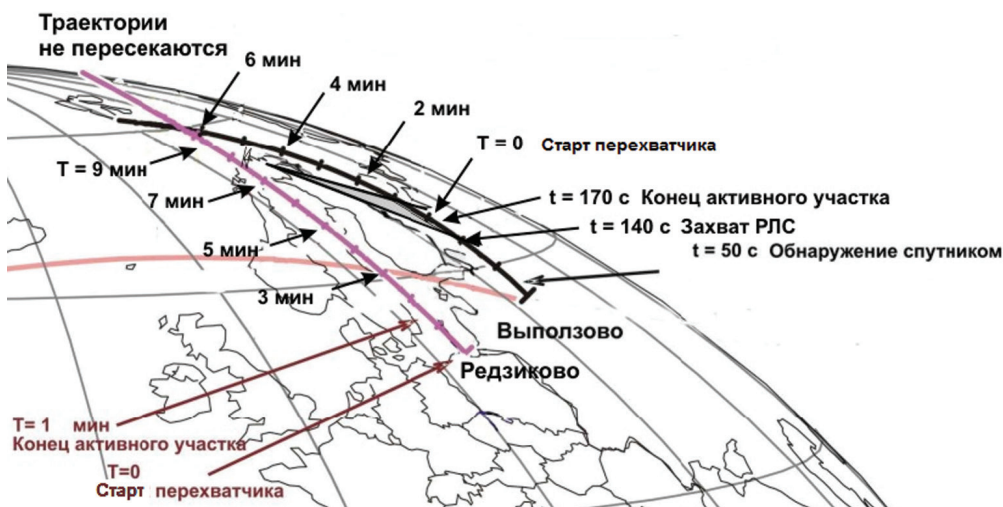 Траектории
не пересекаются
6 мин
4 мин
2 мин
T = 0 Старт перехватчика
t = 170 с Конец активного участка
t = 140 с Захват РЛС
t = 50 с Обнаружение спутником
T = 9 мин
7 мин
5 мин
3 мин
Выползово
Редзиково
T= 1 мин
Конец активного участка
T=0
Старт перехватчика